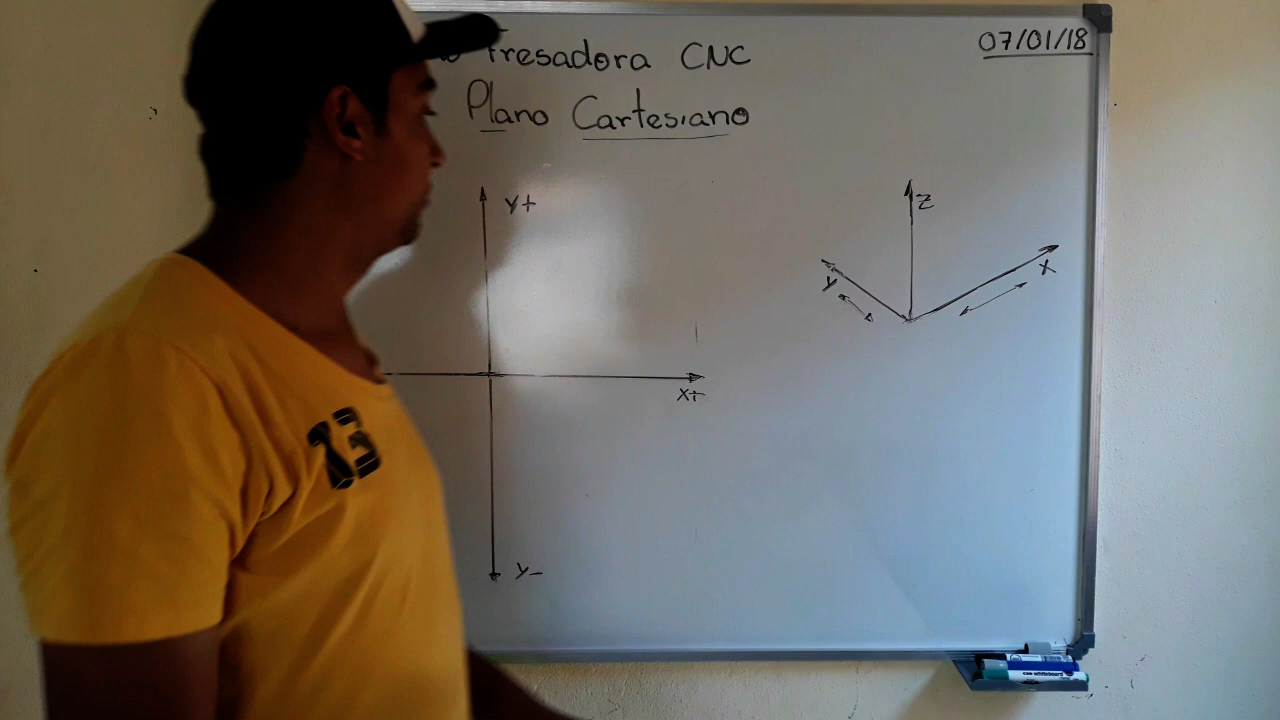 Fresadora CNC
07/01/18
Plano Cartesiano
Y+
Z
X
Y
X+
Y-